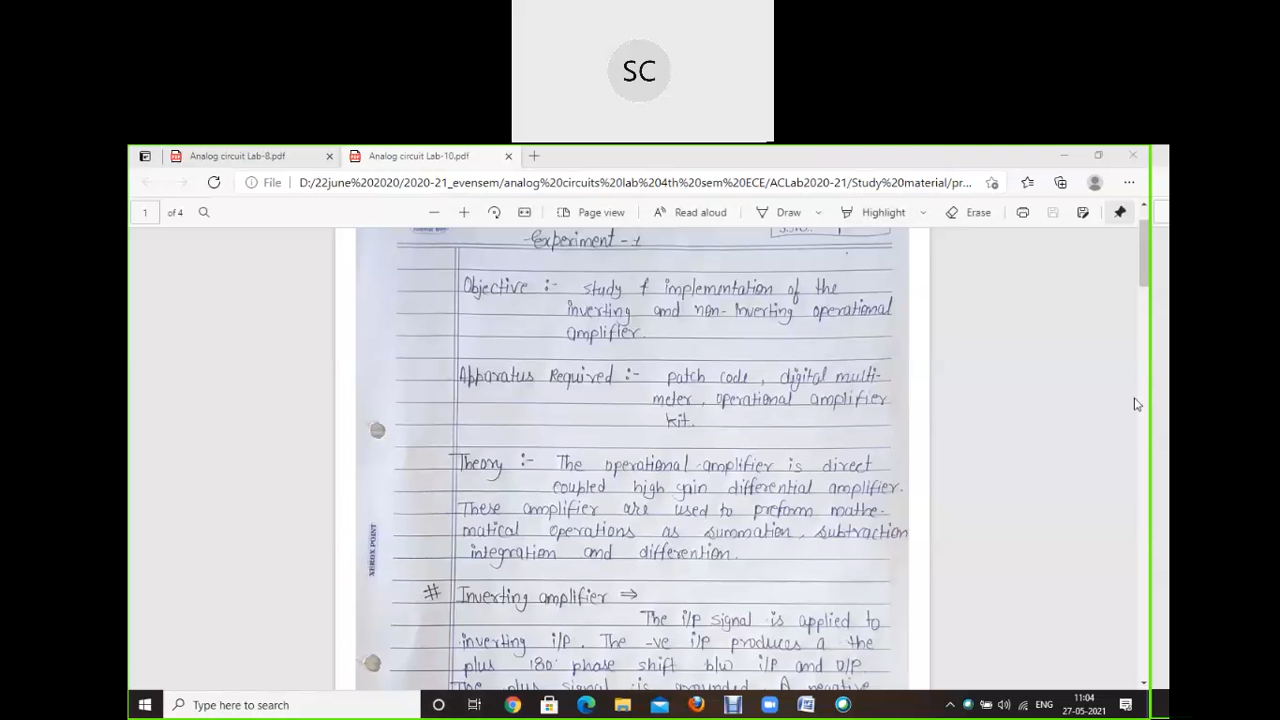 SC
Analog circuit Lab-8.pdf
Analog circuit Lab-10.pdf
File D:/22june%202020/2020-21_evensem/analog%20circuits%20lab%204th%20sem%20ECE/ACLab2020-21/Study%20material/pr...
1 of 4 Page view Read aloud Draw Highlight Erase
Experiment - 1
Objective :- study & implementation of the
inverting and non-inverting operational
amplifier.
Apparatus Required :- patch code, digital multi-
meter, operational amplifier
kit.
Theory :- The operational amplifier is direct
coupled high gain differential amplifier.
These amplifier are used to preform mathe-
matical operations as summation, subtraction
integration and differention.
# Inverting amplifier ⇒
The i/p signal is applied to
inverting i/p. The -ve i/p produces a the
plus 180° phase shift b/w i/p and o/p.
The plus signal is grounded. A negative
XEROX POINT
Type here to search
ENG
11:04
27-05-2021